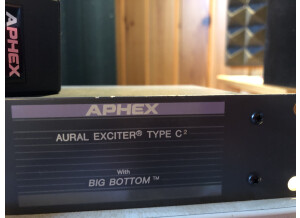 APHEX
APHEX
AURAL EXCITER® TYPE C²
With
BIG BOTTOM™